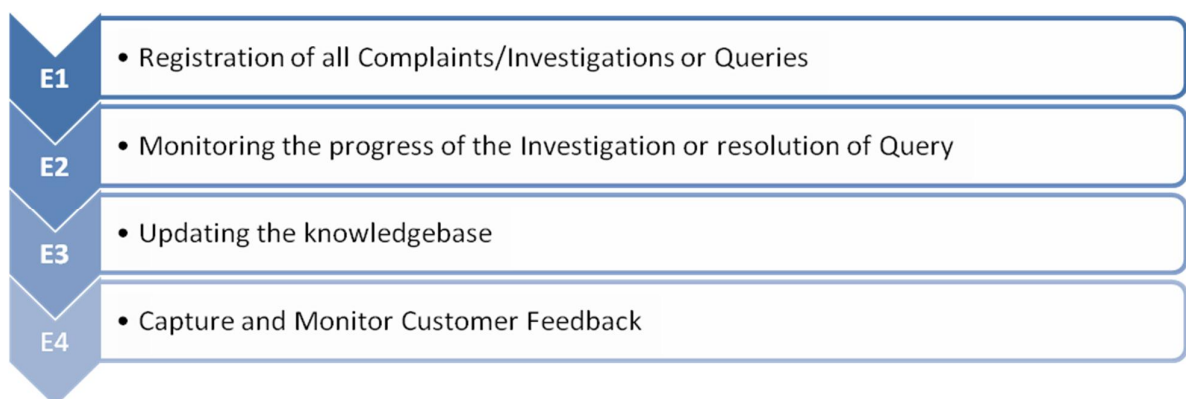 E1
• Registration of all Complaints/Investigations or Queries
E2
• Monitoring the progress of the Investigation or resolution of Query
E3
• Updating the knowledgebase
E4
• Capture and Monitor Customer Feedback